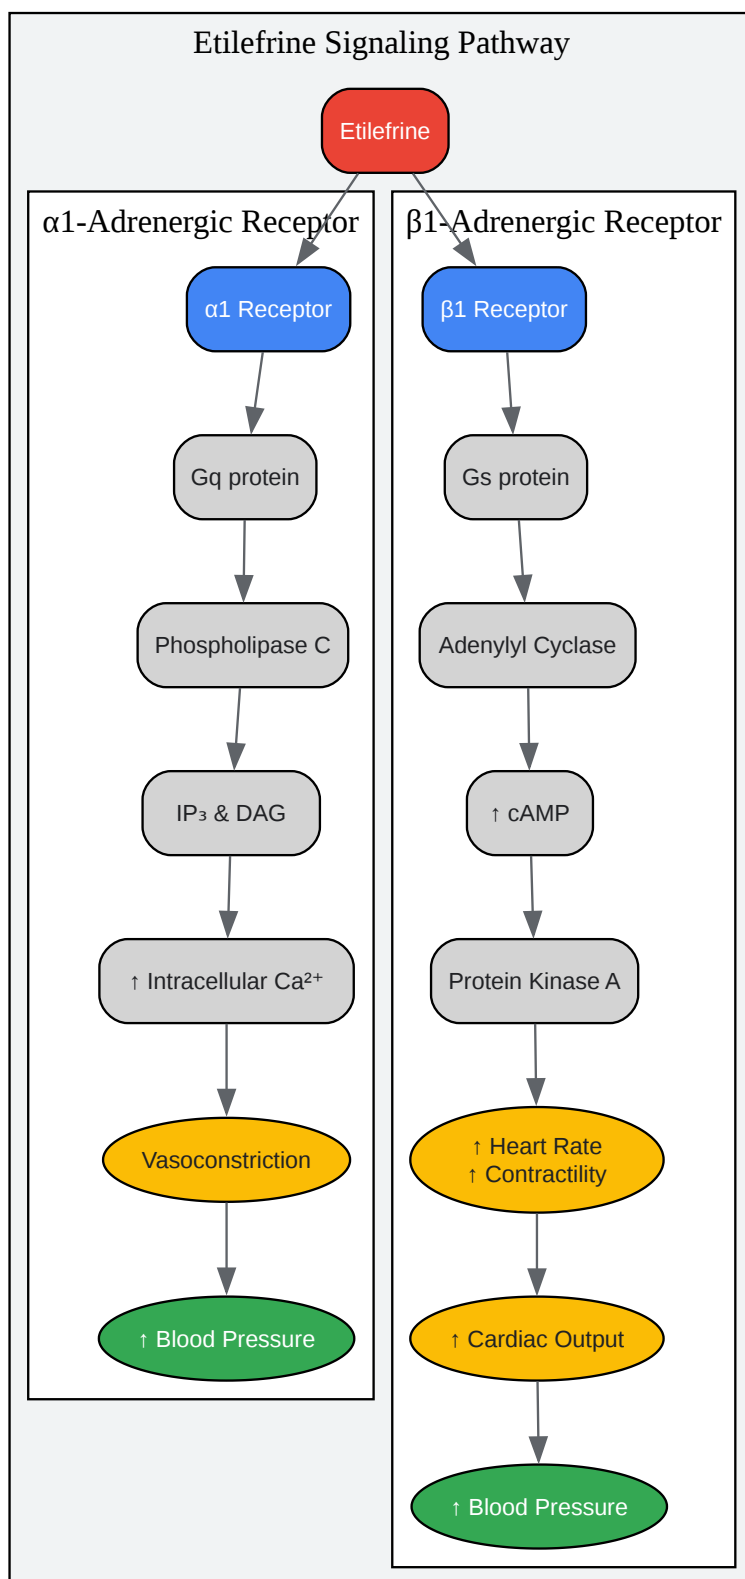 Etilefrine Signaling Pathway
Etilefrine
α1-Adrenergic Receptor
α1 Receptor
Gq protein
Phospholipase C
IP₃ & DAG
↑ Intracellular Ca²⁺
Vasoconstriction
↑ Blood Pressure
β1-Adrenergic Receptor
β1 Receptor
Gs protein
Adenylyl Cyclase
↑ cAMP
Protein Kinase A
↑ Heart Rate
↑ Contractility
↑ Cardiac Output
↑ Blood Pressure